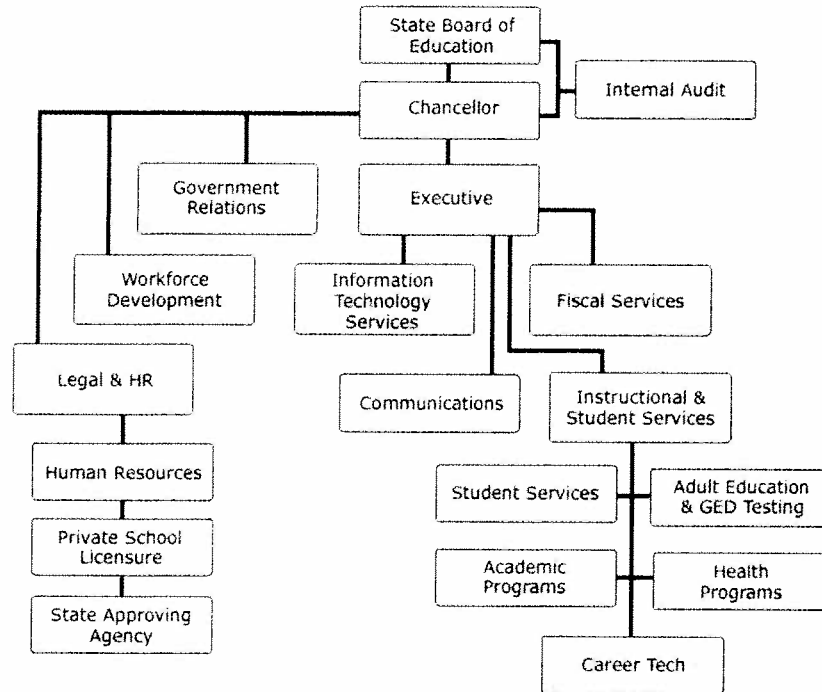 State Board of
Education
Internal Audit
Chancellor
Government
Relations
Executive
Workforce
Development
Information
Technology
Services
Fiscal Services
Legal & HR
Communications
Instructional &
Student Services
Human Resources
Student Services
Adult Education
& GED Testing
Private School
Licensure
Academic
Programs
Health
Programs
State Approving
Agency
Career Tech